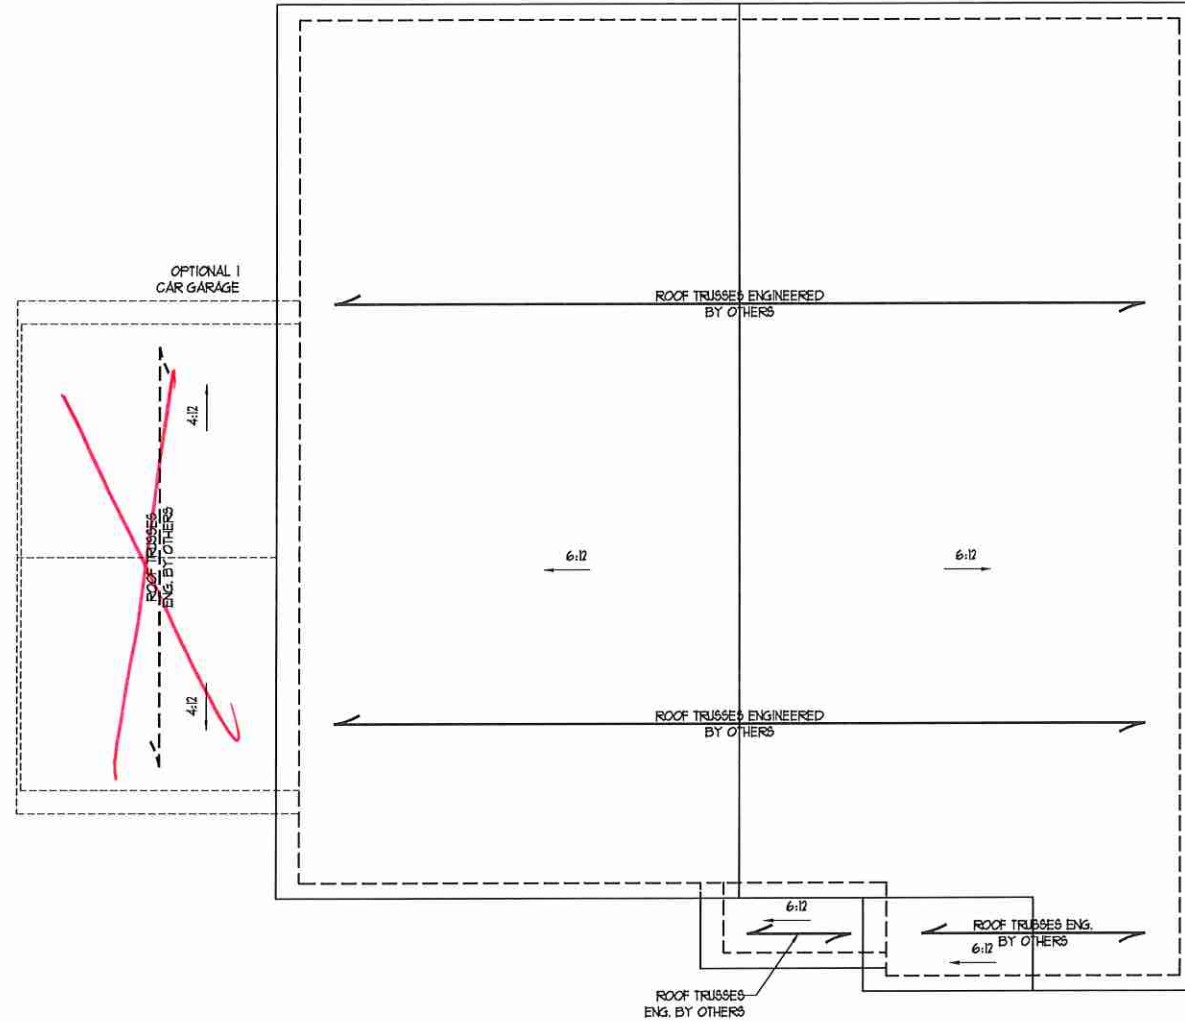 OPTIONAL 1
CAR GARAGE
ROOF TRUSSES ENGINEERED
BY OTHERS
4:12
ROOF TRUSSES
ENG. BY OTHERS
6:12
6:12
4:12
ROOF TRUSSES ENGINEERED
BY OTHERS
6:12
ROOF TRUSSES ENG.
BY OTHERS
6:12
ROOF TRUSSES
ENG. BY OTHERS